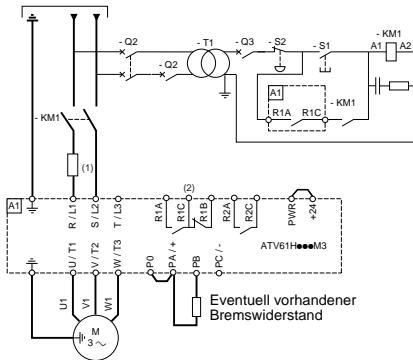 - Q2
- T1
- Q3
- S2
- S1
- KM1
A1
A2
- Q2
A1
R1A
R1C
- KM1
- KM1
(1)
(2)
A1
R / L1
S / L2
T / L3
R1A
R1C
R1B
R2A
R2C
PWR
+24
ATV61H●●●M3
U / T1
V / T2
W / T3
P0
PA / +
PB
PC / -
U1
V1
W1
M
3 ~
Eventuell vorhandener
Bremswiderstand